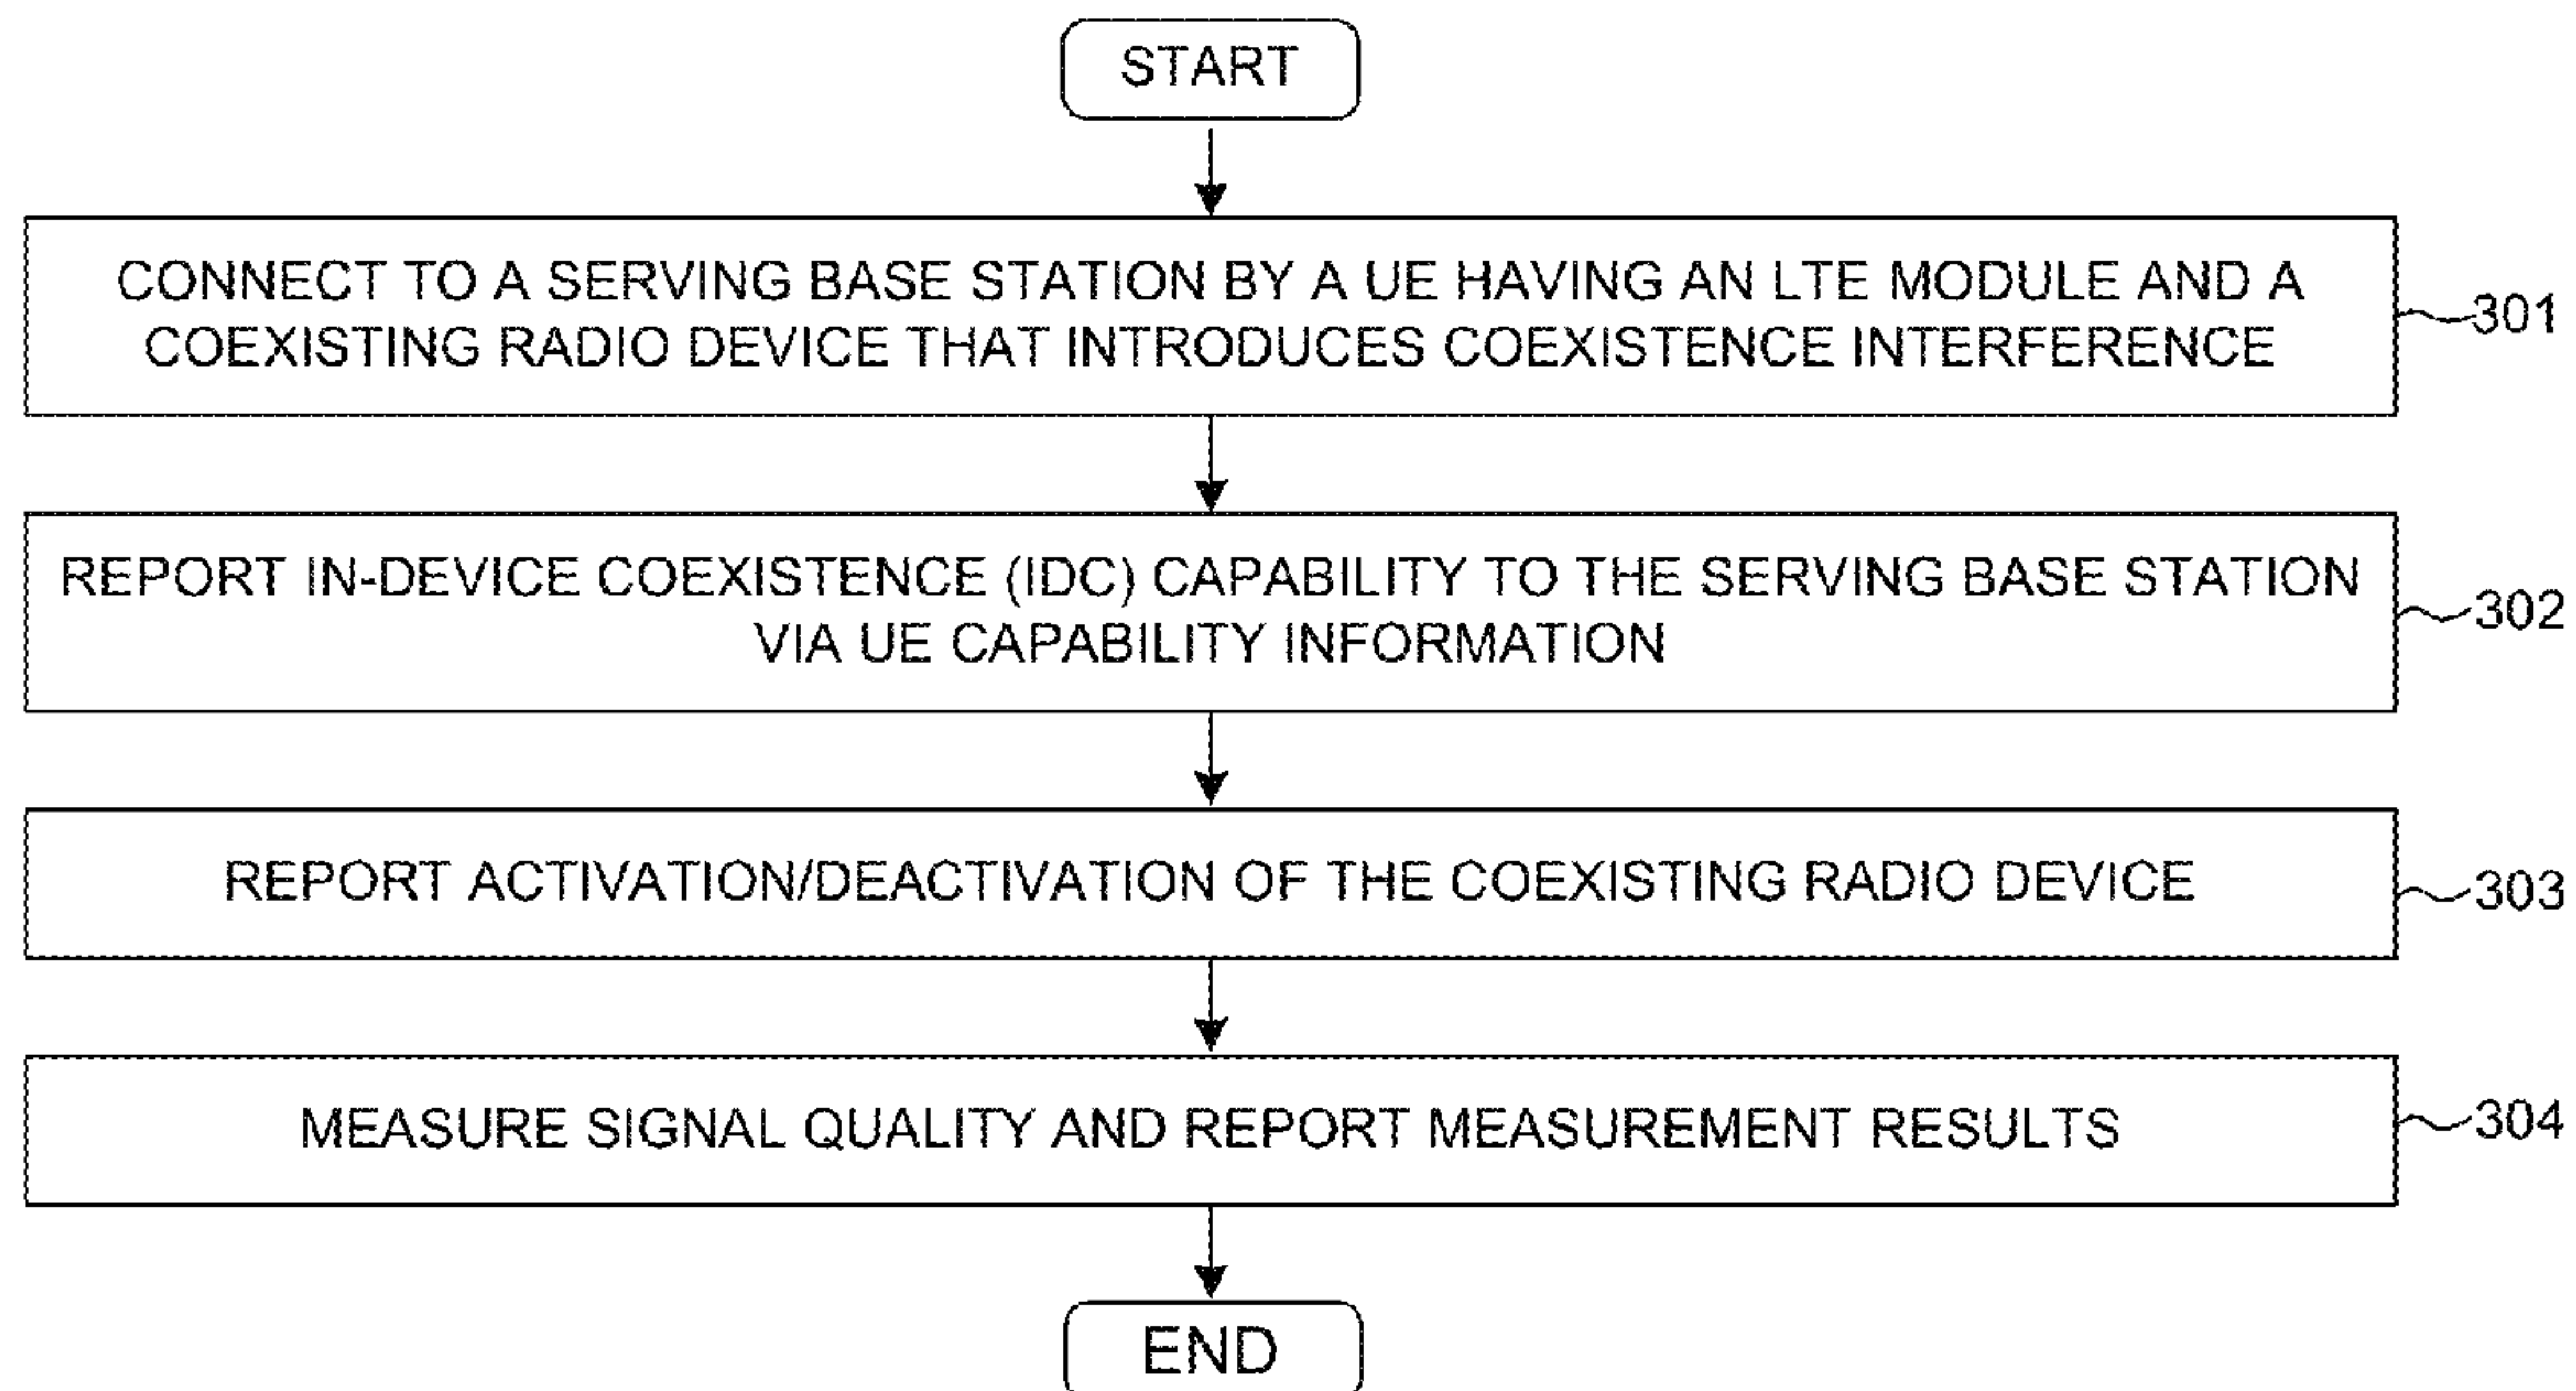 START
CONNECT TO A SERVING BASE STATION BY A UE HAVING AN LTE MODULE AND A
COEXISTING RADIO DEVICE THAT INTRODUCES COEXISTENCE INTERFERENCE
301
REPORT IN-DEVICE COEXISTENCE (IDC) CAPABILITY TO THE SERVING BASE STATION
VIA UE CAPABILITY INFORMATION
302
REPORT ACTIVATION/DEACTIVATION OF THE COEXISTING RADIO DEVICE
303
MEASURE SIGNAL QUALITY AND REPORT MEASUREMENT RESULTS
304
END